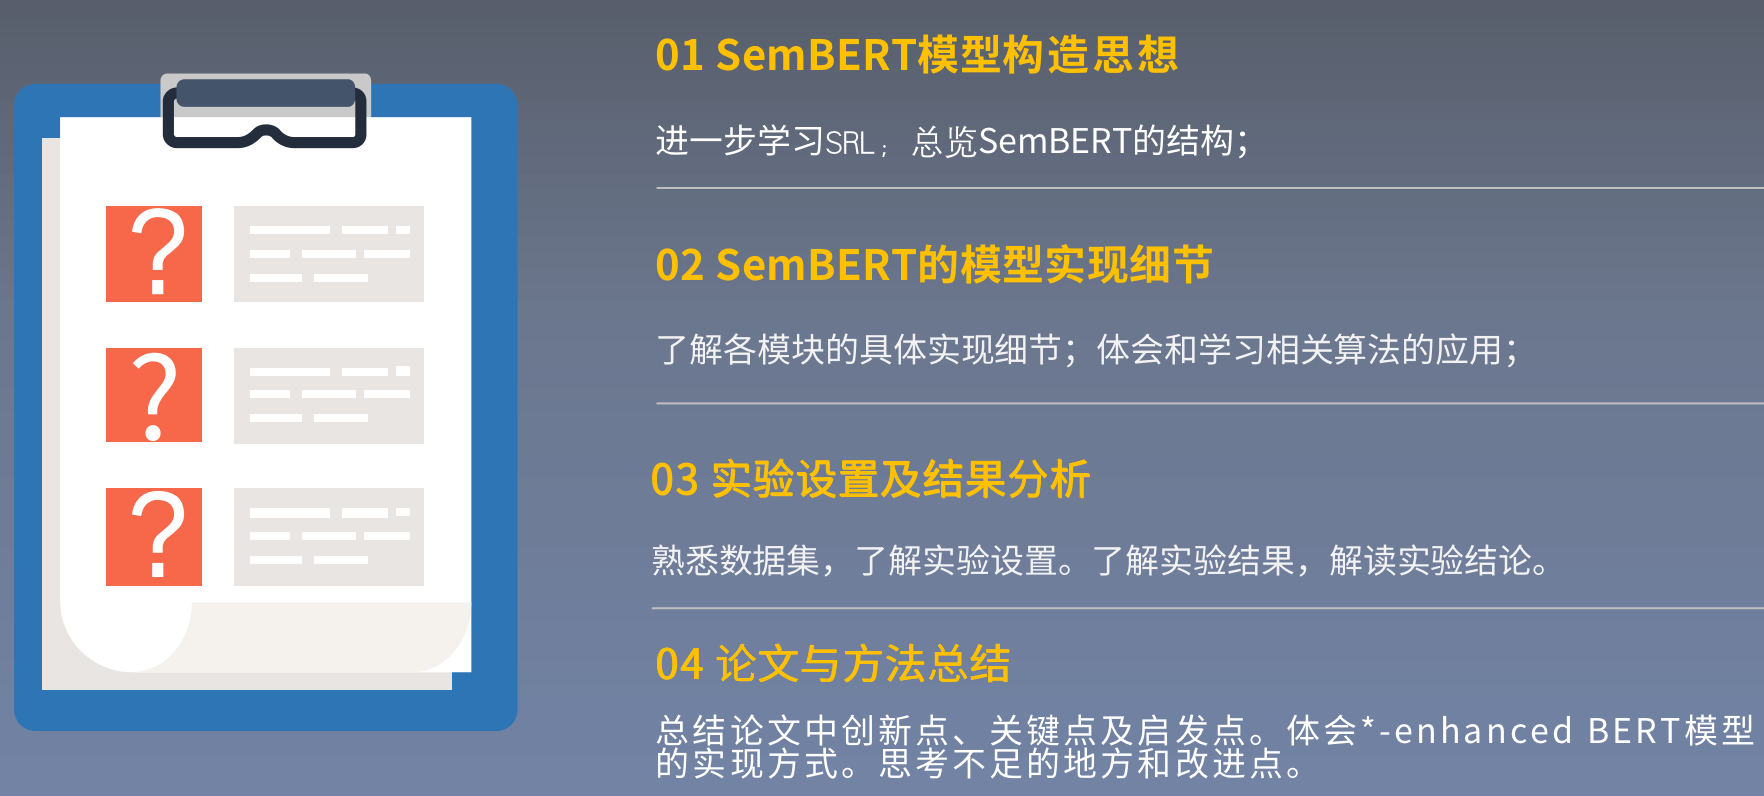 01 SemBERT模型构造思想
进一步学习SRL； 总览SemBERT的结构；
?
02 SemBERT的模型实现细节
了解各模块的具体实现细节；体会和学习相关算法的应用；
?
03 实验设置及结果分析
?
熟悉数据集，了解实验设置。了解实验结果，解读实验结论。
04 论文与方法总结
总结论文中创新点、关键点及启发点。体会*-enhanced BERT模型
的实现方式。思考不足的地方和改进点。